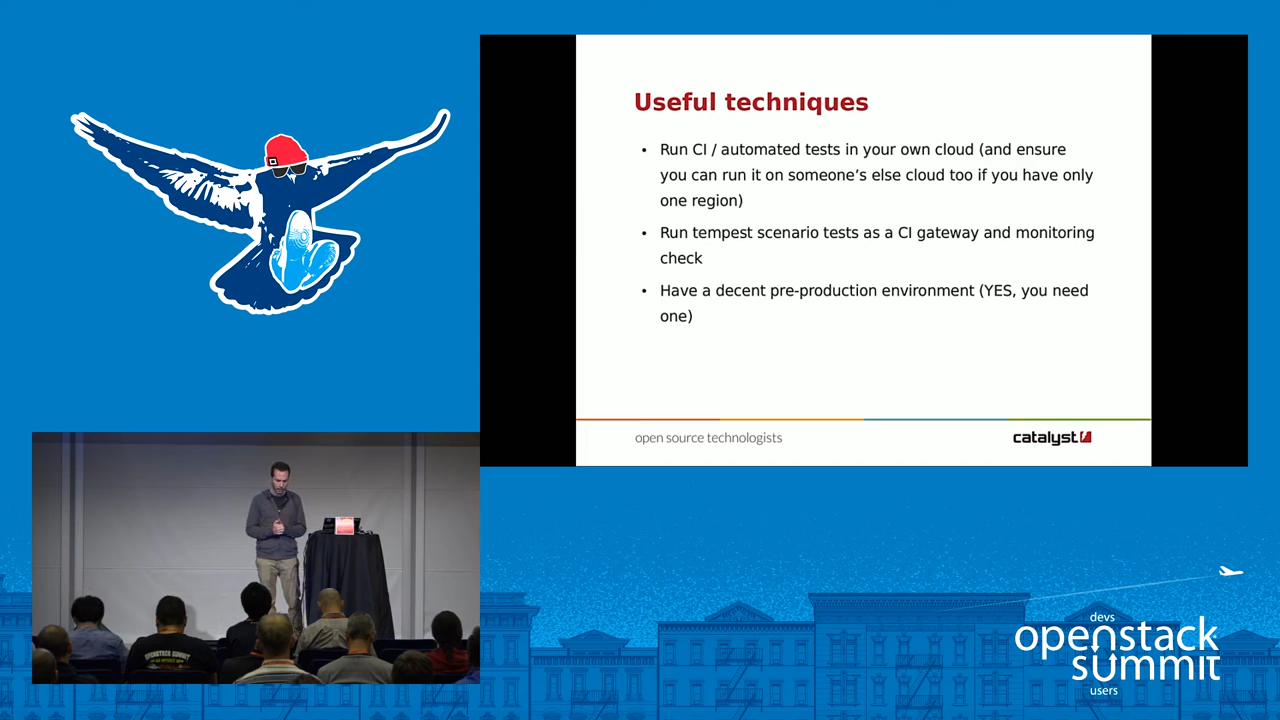 Useful techniques
• Run CI / automated tests in your own cloud (and ensure
you can run it on someone's else cloud too if you have only
one region)
• Run tempest scenario tests as a CI gateway and monitoring
check
• Have a decent pre-production environment (YES, you need
one)
open source technologists
catalyst
OPENSTACK SUMMIT
devs
openstack
summit
users